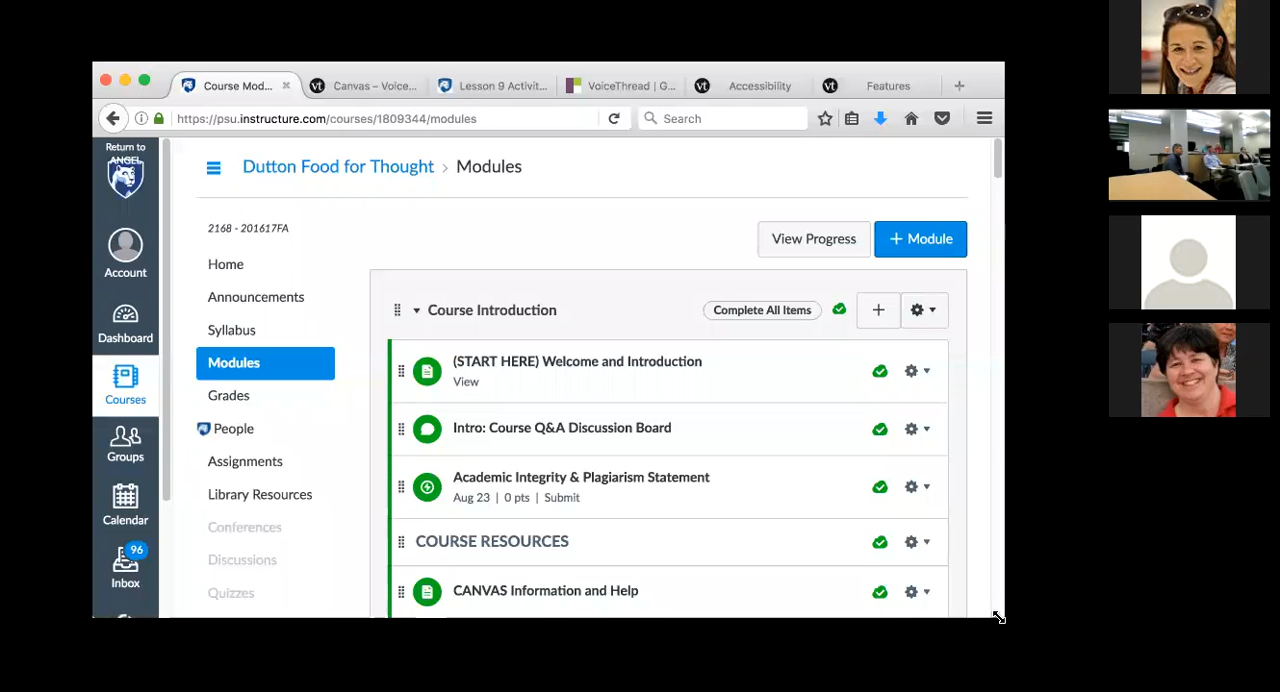 Course Mod...
Canvas – Voice...
Lesson 9 Activit...
VoiceThread | G...
Accessibility
Features
https://psu.instructure.com/courses/1809344/modules
Search
Return to
ANGEL
Account
Dashboard
Courses
Groups
Calendar
96
Inbox
Dutton Food for Thought > Modules
2168 - 201617FA
Home
Announcements
Syllabus
Modules
Grades
People
Assignments
Library Resources
Conferences
Discussions
Quizzes
View Progress
+ Module
Course Introduction
Complete All Items
(START HERE) Welcome and Introduction
View
Intro: Course Q&A Discussion Board
Academic Integrity & Plagiarism Statement
Aug 23 | 0 pts | Submit
COURSE RESOURCES
CANVAS Information and Help